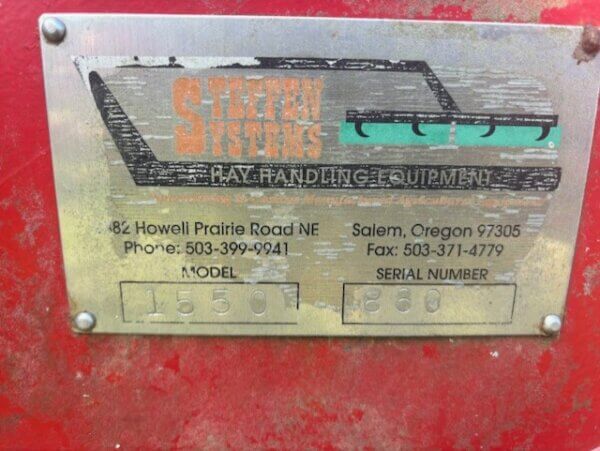 STEFFEN
SYSTEMS
HAY HANDLING EQUIPMENT
82 Howell Prairie Road NE Salem, Oregon 97305
Phone: 503-399-9941 Fax: 503-371-4779
MODEL SERIAL NUMBER
1550 880